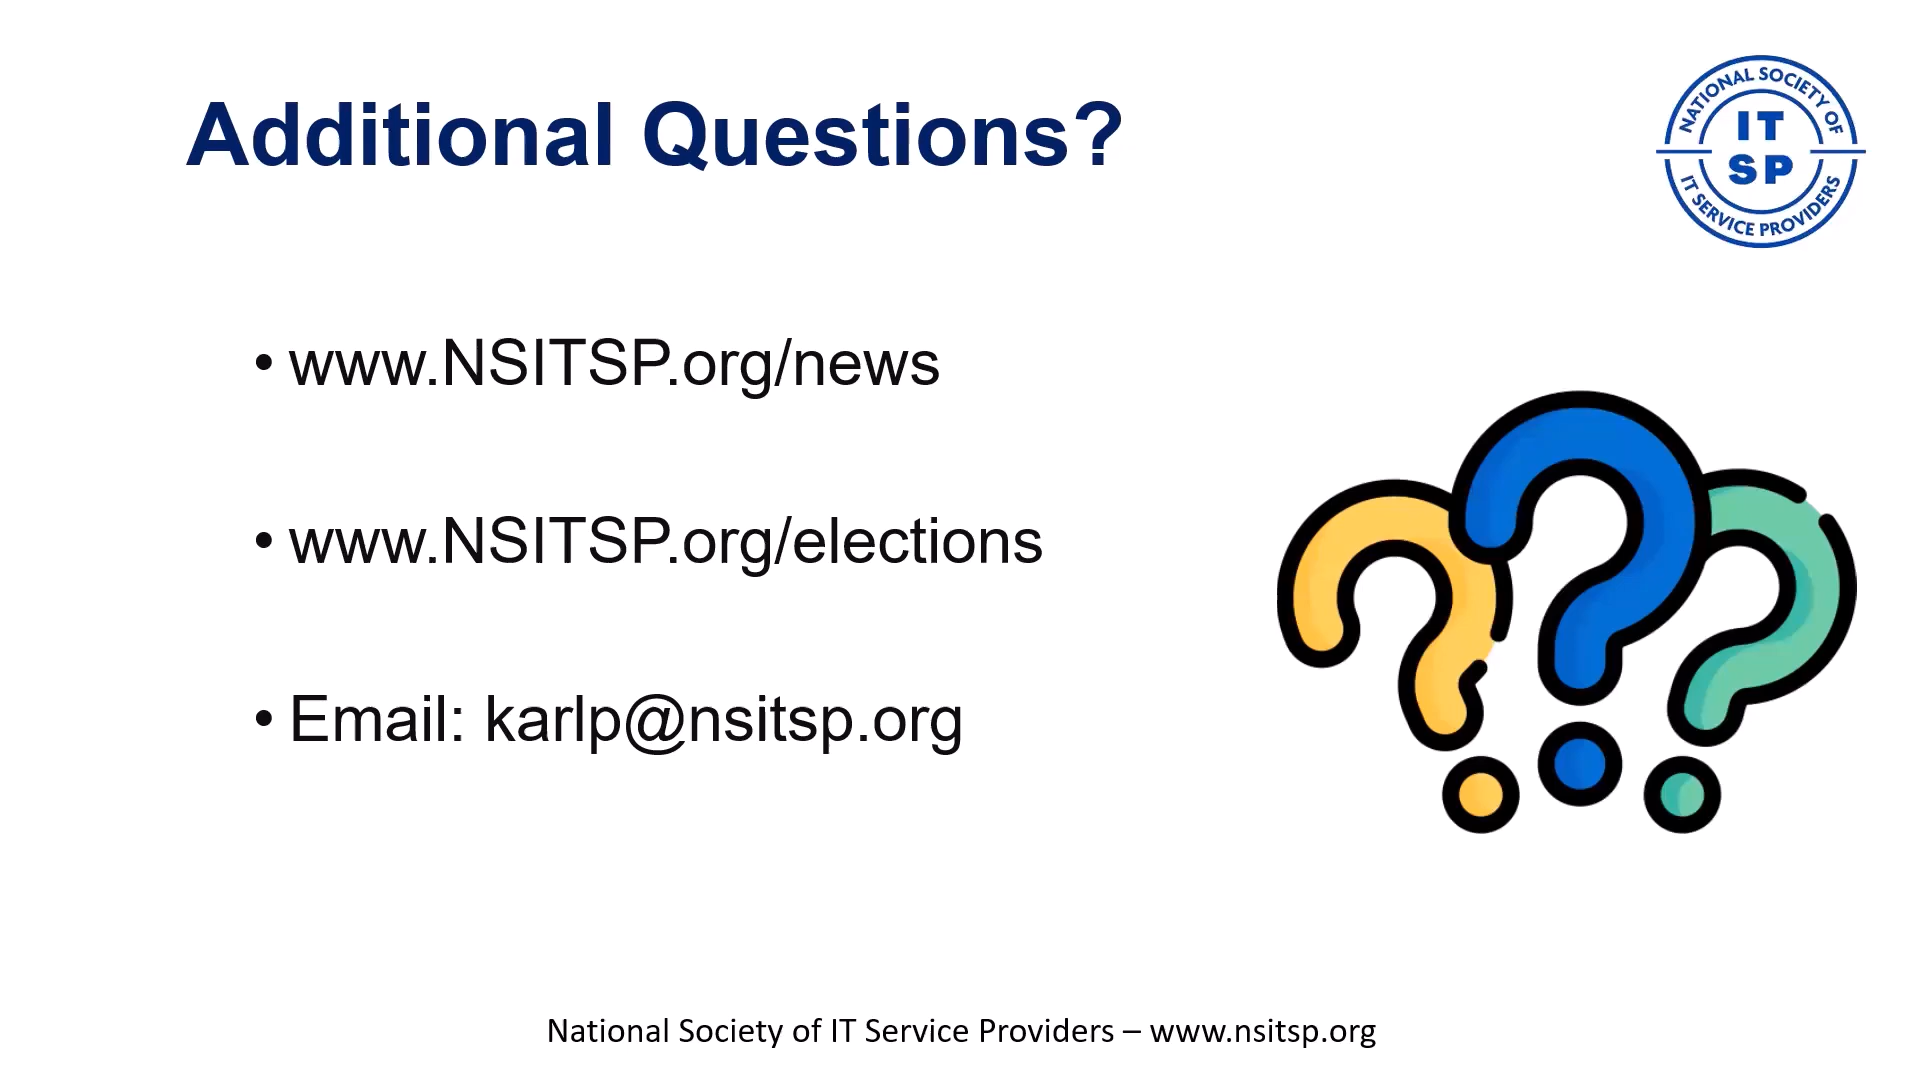 Additional Questions?
NATIONAL SOCIETY OF
IT
SP
IT SERVICE PROVIDERS
• www.NSITSP.org/news
• www.NSITSP.org/elections
• Email: karlp@nsitsp.org
National Society of IT Service Providers – www.nsitsp.org